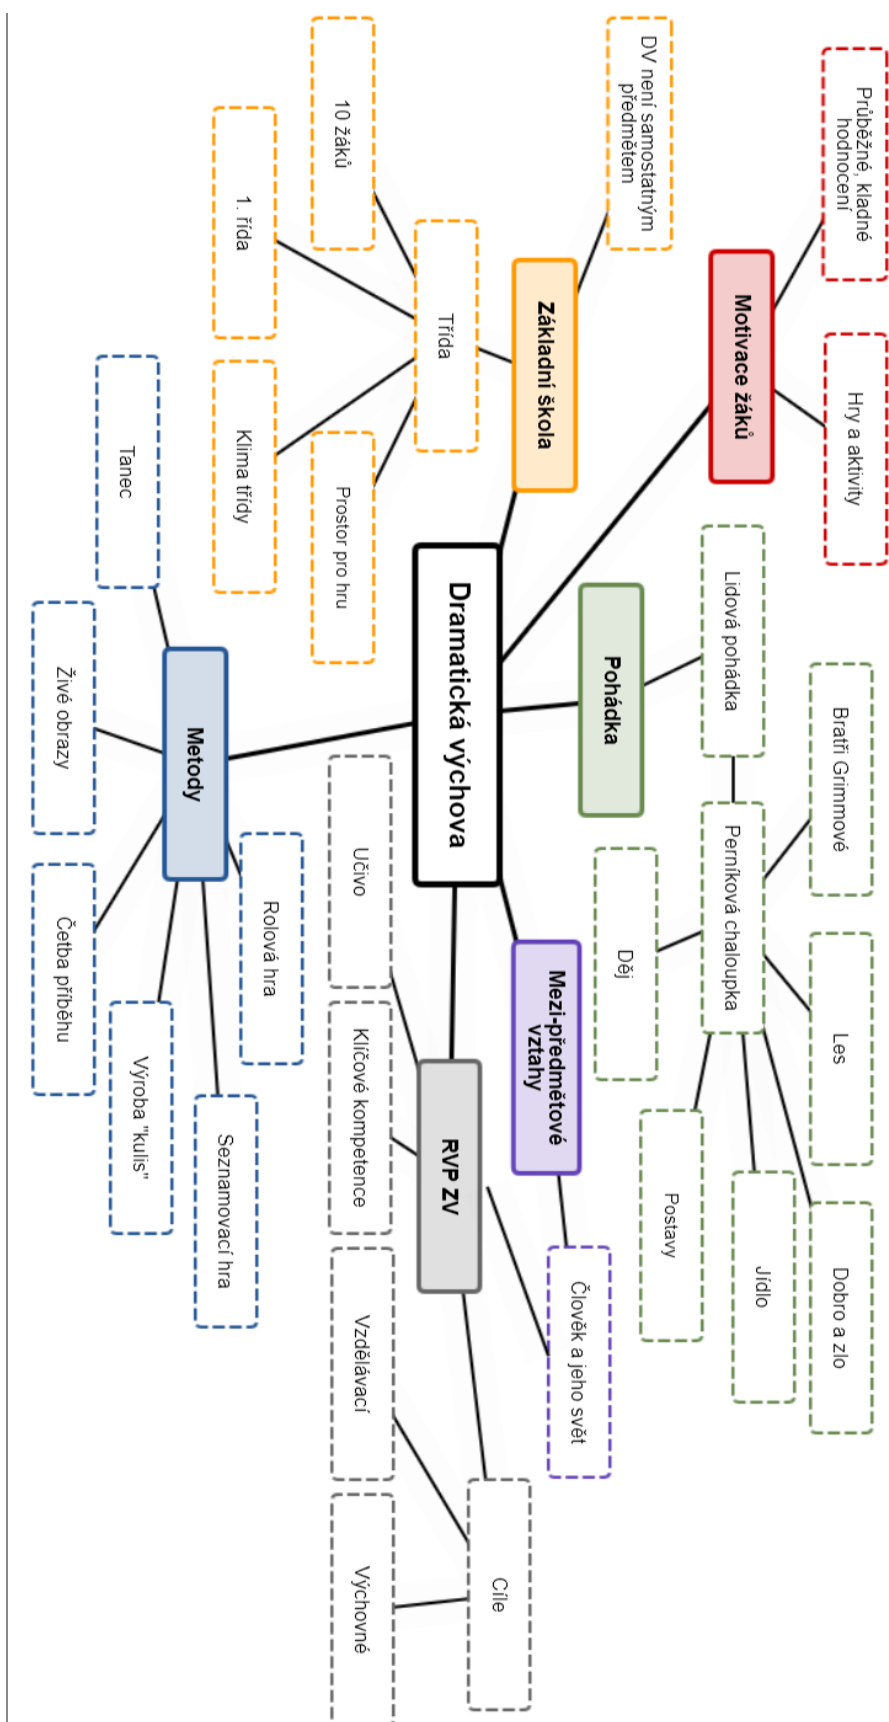 Průběžné, kladné
hodnocení
Hry a aktivity
Motivace žáků
DV není samostatným
předmětem
Základní škola
10 žáků
Třída
1. řída
Klima třídy
Prostor pro hru
Bratři Grimmové
Les
Dobro a zlo
Lidová pohádka
Perníková chaloupka
Jídlo
Pohádka
Děj
Postavy
Dramatická výchova
Mezi-předmětové
vztahy
Člověk a jeho svět
Učivo
Klíčové kompetence
RVP ZV
Vzdělávací
Výchovné
Cíle
Tanec
Metody
Rolová hra
Živé obrazy
Četba příběhu
Výroba "kulis"
Seznamovací hra